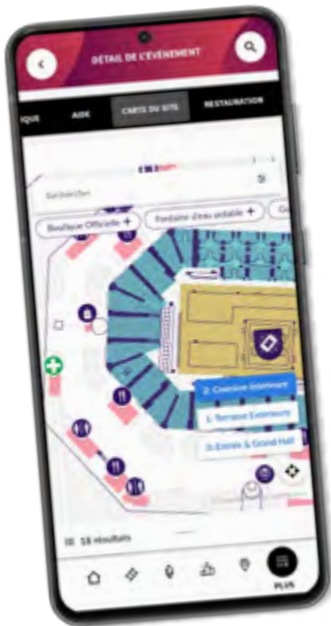 DÉTAIL DE L'ÉVÉNEMENT
IQUE AIDE CARTE DU SITE RESTAURATION
Rechercher
Boutique Officielle + Fontaine d'eau potable +
2: Coursive Intérieure
1: Terrasse Extérieure
0: Entrée & Grand Hall
18 résultats
PLUS